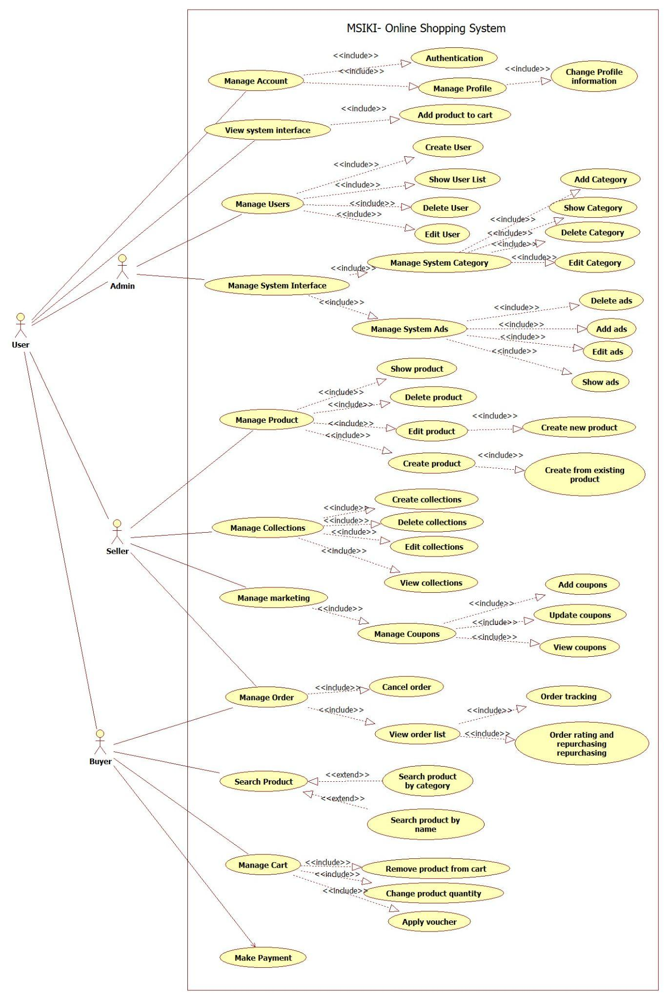 MSIKI- Online Shopping System
<<include>>
Authentication
Manage Account
<<include>>
<<include>>
Change Profile
information
Manage Profile
<<include>>
Add product to cart
View system interface
Create User
<<include>>
Show User List
<<include>>
Add Category
Manage Users
<<include>>
Delete User
Show Category
<<include>>
<<include>>
Edit User
<<include>>
Delete Category
<<include>>
Manage System Category
<<include>>
Edit Category
<<include>>
Admin
Manage System Interface
<<include>>
Delete ads
<<include>>
Manage System Ads
<<include>>
Add ads
<<include>>
Edit ads
<<include>>
User
Show product
Show ads
<<include>>
Delete product
<<include>>
Manage Product
<<include>>
Edit product
<<include>>
Create new product
<<include>>
Create product
<<include>>
Create from existing
product
Create collections
<<include>>
Delete collections
<<include>>
Manage Collections
<<include>>
Edit collections
<<include>>
Seller
View collections
Add coupons
Manage marketing
<<include>>
<<include>>
Update coupons
<<include>>
Manage Coupons
<<include>>
View coupons
Cancel order
<<include>>
Manage Order
Order tracking
<<include>>
<<include>>
View order list
<<include>>
Order rating and
repurchasing
repurchasing
Buyer
Search Product
<<extend>>
Search product
by category
<<extend>>
Search product by
name
Manage Cart
<<include>>
Remove product from cart
<<include>>
Change product quantity
<<include>>
Apply voucher
Make Payment